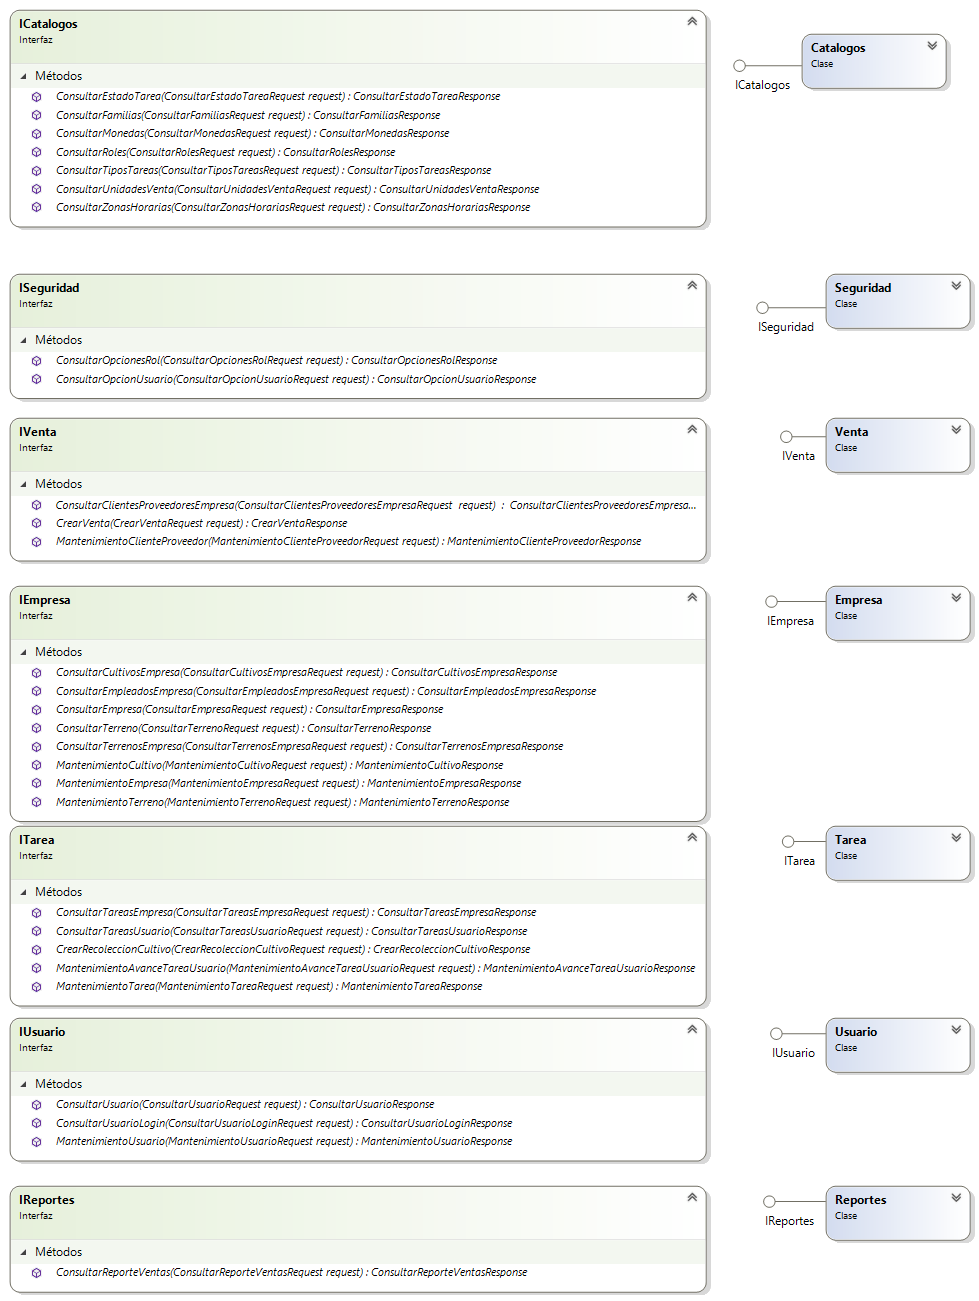 ICatalogos
Interfaz
Métodos
ConsultarEstadoTarea(ConsultarEstadoTareaRequest request) : ConsultarEstadoTareaResponse
ConsultarFamilias(ConsultarFamiliasRequest request) : ConsultarFamiliasResponse
ConsultarMonedas(ConsultarMonedasRequest request) : ConsultarMonedasResponse
ConsultarRoles(ConsultarRolesRequest request) : ConsultarRolesResponse
ConsultarTiposTareas(ConsultarTiposTareasRequest request) : ConsultarTiposTareasResponse
ConsultarUnidadesVenta(ConsultarUnidadesVentaRequest request) : ConsultarUnidadesVentaResponse
ConsultarZonasHorarias(ConsultarZonasHorariasRequest request) : ConsultarZonasHorariasResponse
Catalogos
Clase
ICatalogos
ISeguridad
Interfaz
Métodos
ConsultarOpcionesRol(ConsultarOpcionesRolRequest request) : ConsultarOpcionesRolResponse
ConsultarOpcionUsuario(ConsultarOpcionUsuarioRequest request) : ConsultarOpcionUsuarioResponse
Seguridad
Clase
ISeguridad
IVenta
Interfaz
Métodos
ConsultarClientesProveedoresEmpresa(ConsultarClientesProveedoresEmpresaRequest request) : ConsultarClientesProveedoresEmpresa...
CrearVenta(CrearVentaRequest request) : CrearVentaResponse
MantenimientoClienteProveedor(MantenimientoClienteProveedorRequest request) : MantenimientoClienteProveedorResponse
Venta
Clase
IVenta
IEmpresa
Interfaz
Métodos
ConsultarCultivosEmpresa(ConsultarCultivosEmpresaRequest request) : ConsultarCultivosEmpresaResponse
ConsultarEmpleadosEmpresa(ConsultarEmpleadosEmpresaRequest request) : ConsultarEmpleadosEmpresaResponse
ConsultarEmpresa(ConsultarEmpresaRequest request) : ConsultarEmpresaResponse
ConsultarTerreno(ConsultarTerrenoRequest request) : ConsultarTerrenoResponse
ConsultarTerrenosEmpresa(ConsultarTerrenosEmpresaRequest request) : ConsultarTerrenosEmpresaResponse
MantenimientoCultivo(MantenimientoCultivoRequest request) : MantenimientoCultivoResponse
MantenimientoEmpresa(MantenimientoEmpresaRequest request) : MantenimientoEmpresaResponse
MantenimientoTerreno(MantenimientoTerrenoRequest request) : MantenimientoTerrenoResponse
Empresa
Clase
IEmpresa
ITarea
Interfaz
Métodos
ConsultarTareasEmpresa(ConsultarTareasEmpresaRequest request) : ConsultarTareasEmpresaResponse
ConsultarTareasUsuario(ConsultarTareasUsuarioRequest request) : ConsultarTareasUsuarioResponse
CrearRecoleccionCultivo(CrearRecoleccionCultivoRequest request) : CrearRecoleccionCultivoResponse
MantenimientoAvanceTareaUsuario(MantenimientoAvanceTareaUsuarioRequest request) : MantenimientoAvanceTareaUsuarioResponse
MantenimientoTarea(MantenimientoTareaRequest request) : MantenimientoTareaResponse
Tarea
Clase
ITarea
IUsuario
Interfaz
Métodos
ConsultarUsuario(ConsultarUsuarioRequest request) : ConsultarUsuarioResponse
ConsultarUsuarioLogin(ConsultarUsuarioLoginRequest request) : ConsultarUsuarioLoginResponse
MantenimientoUsuario(MantenimientoUsuarioRequest request) : MantenimientoUsuarioResponse
Usuario
Clase
IUsuario
IReportes
Interfaz
Métodos
ConsultarReporteVentas(ConsultarReporteVentasRequest request) : ConsultarReporteVentasResponse
Reportes
Clase
IReportes